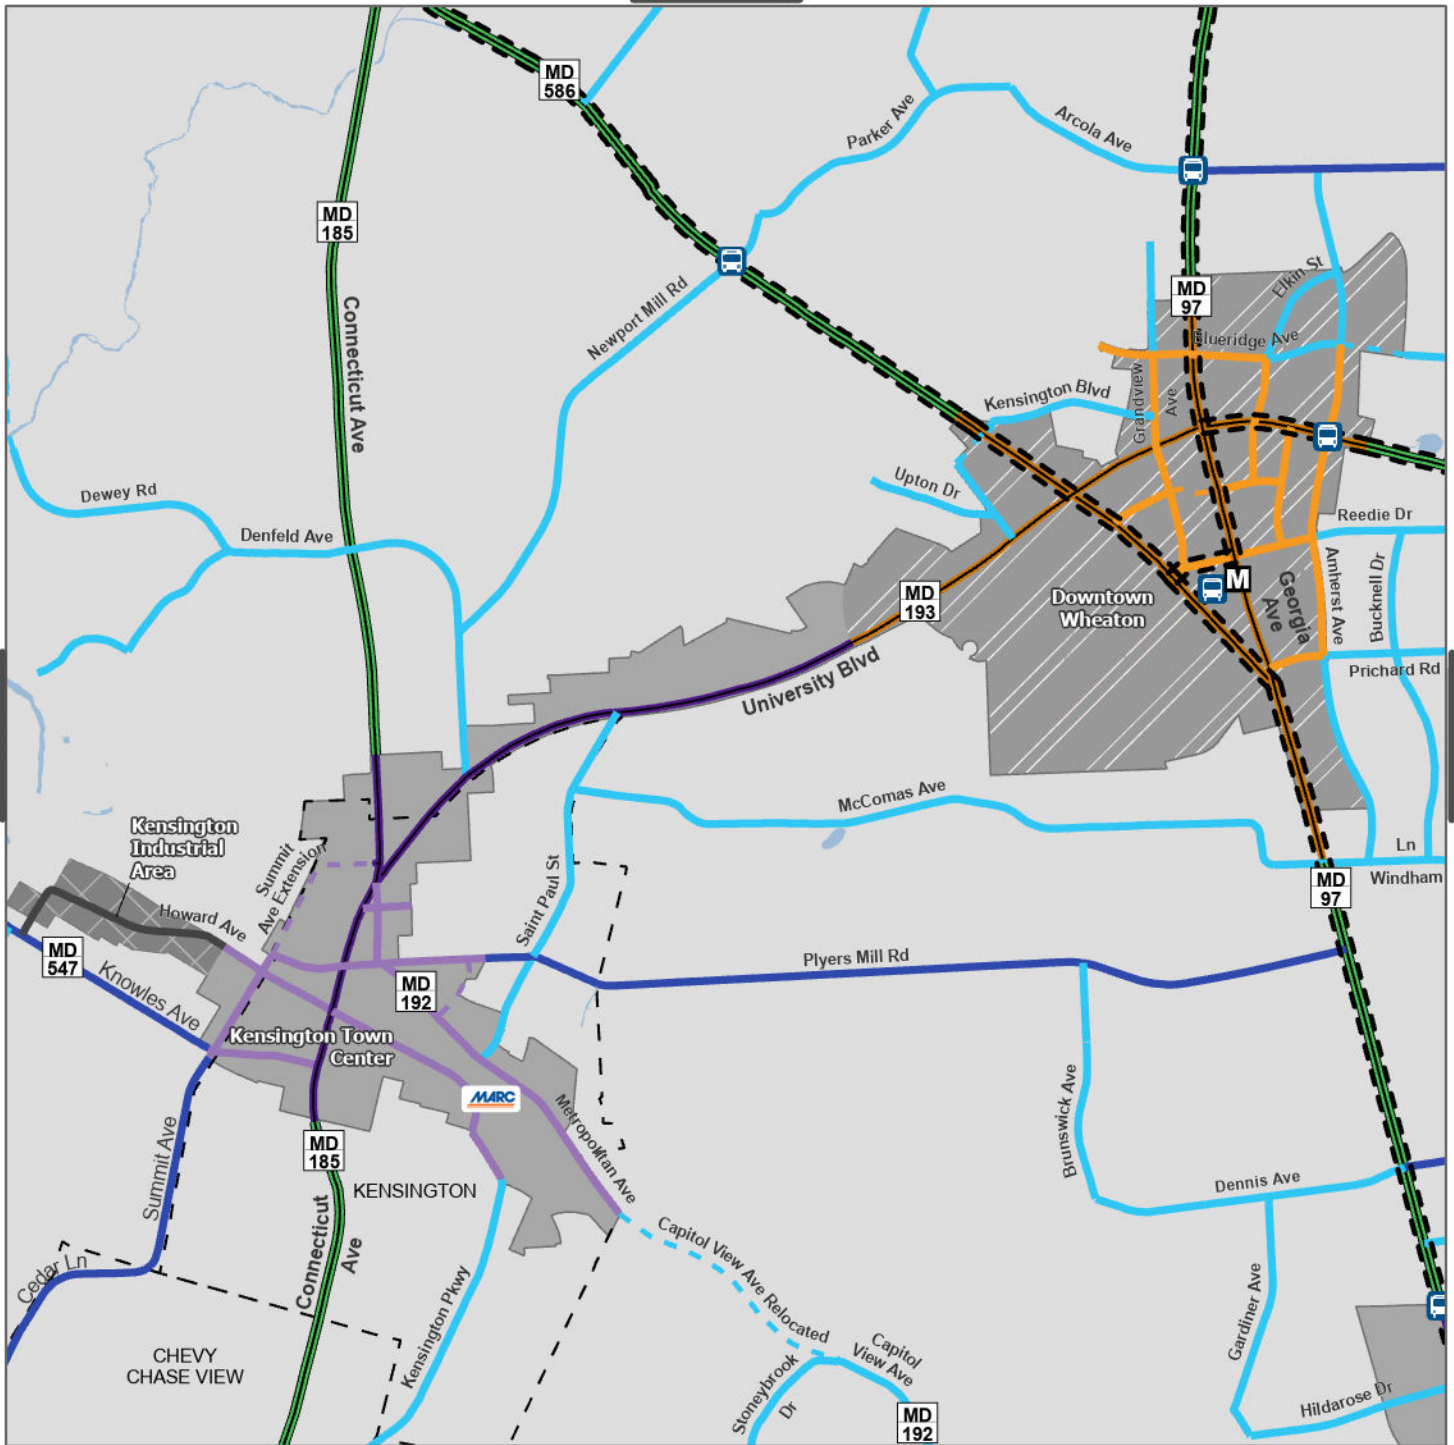 MD
586
Parker Ave
Arcola Ave
MD
185
Connecticut Ave
Newport Mill Rd
MD
97
Elkin St
Blueridge Ave
Grandview
Ave
Kensington Blvd
Upton Dr
Dewey Rd
Denfeld Ave
Reedie Dr
M
MD
193
Downtown
Wheaton
Georgia
Ave
Amherst Ave
Bucknell Dr
Prichard Rd
University Blvd
McComas Ave
Kensington
Industrial
Area
Summit
Ave Extension
Ln
Windham
MD
97
Howard Ave
Saint Paul St
MD
547
Knowles Ave
MD
192
Plyers Mill Rd
Kensington Town
Center
MARC
Metropolitan Ave
Brunswick Ave
Summit Ave
MD
185
KENSINGTON
Dennis Ave
Connecticut
Ave
Cedar Ln
Capitol View Ave Relocated
Kensington Pkwy
Gardiner Ave
CHEVY
CHASE VIEW
Capitol
View Ave
Stoneybrook
Dr
MD
192
Hildarose Dr